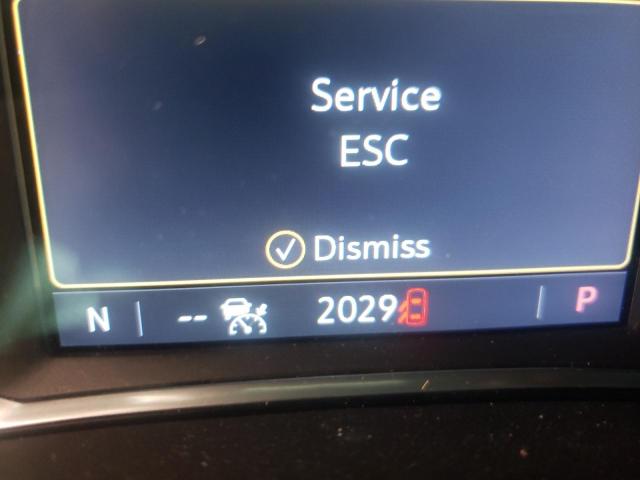 Service
ESC
Dismiss
N -- 2029 P